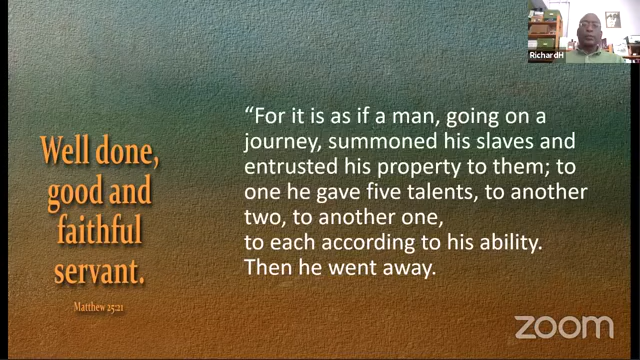 RichardH
Well done,
good and
faithful
servant.
Matthew 25:21
“For it is as if a man, going on a
journey, summoned his slaves and
entrusted his property to them; to
one he gave five talents, to another
two, to another one,
to each according to his ability.
Then he went away.
zoom